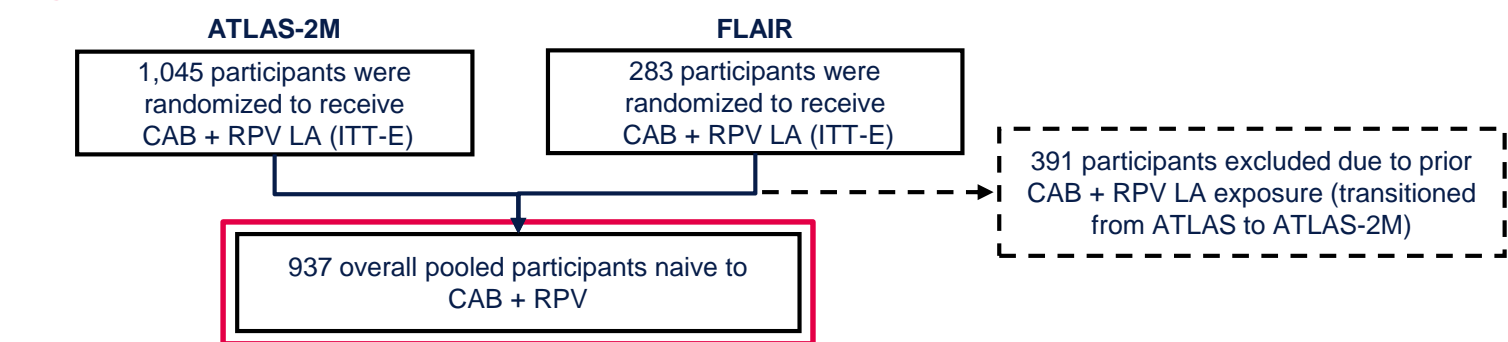 ATLAS-2M
1,045 participants were
randomized to receive
CAB + RPV LA (ITT-E)
FLAIR
283 participants were
randomized to receive
CAB + RPV LA (ITT-E)
391 participants excluded due to prior
CAB + RPV LA exposure (transitioned
from ATLAS to ATLAS-2M)
937 overall pooled participants naive to
CAB + RPV